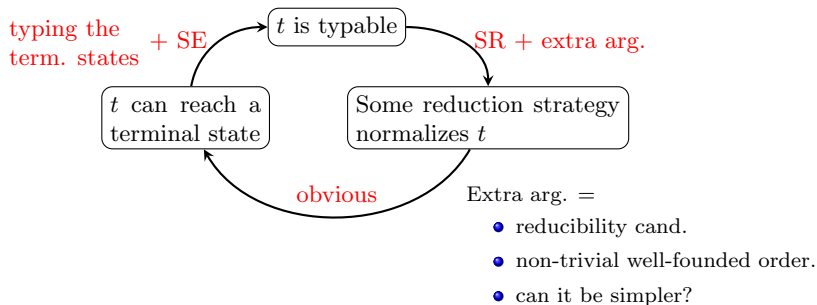 t is typable
typing the
term. states
+ SE
SR + extra arg.
t can reach a
terminal state
Some reduction strategy
normalizes t
obvious
Extra arg. =
reducibility cand.
non-trivial well-founded order.
can it be simpler?